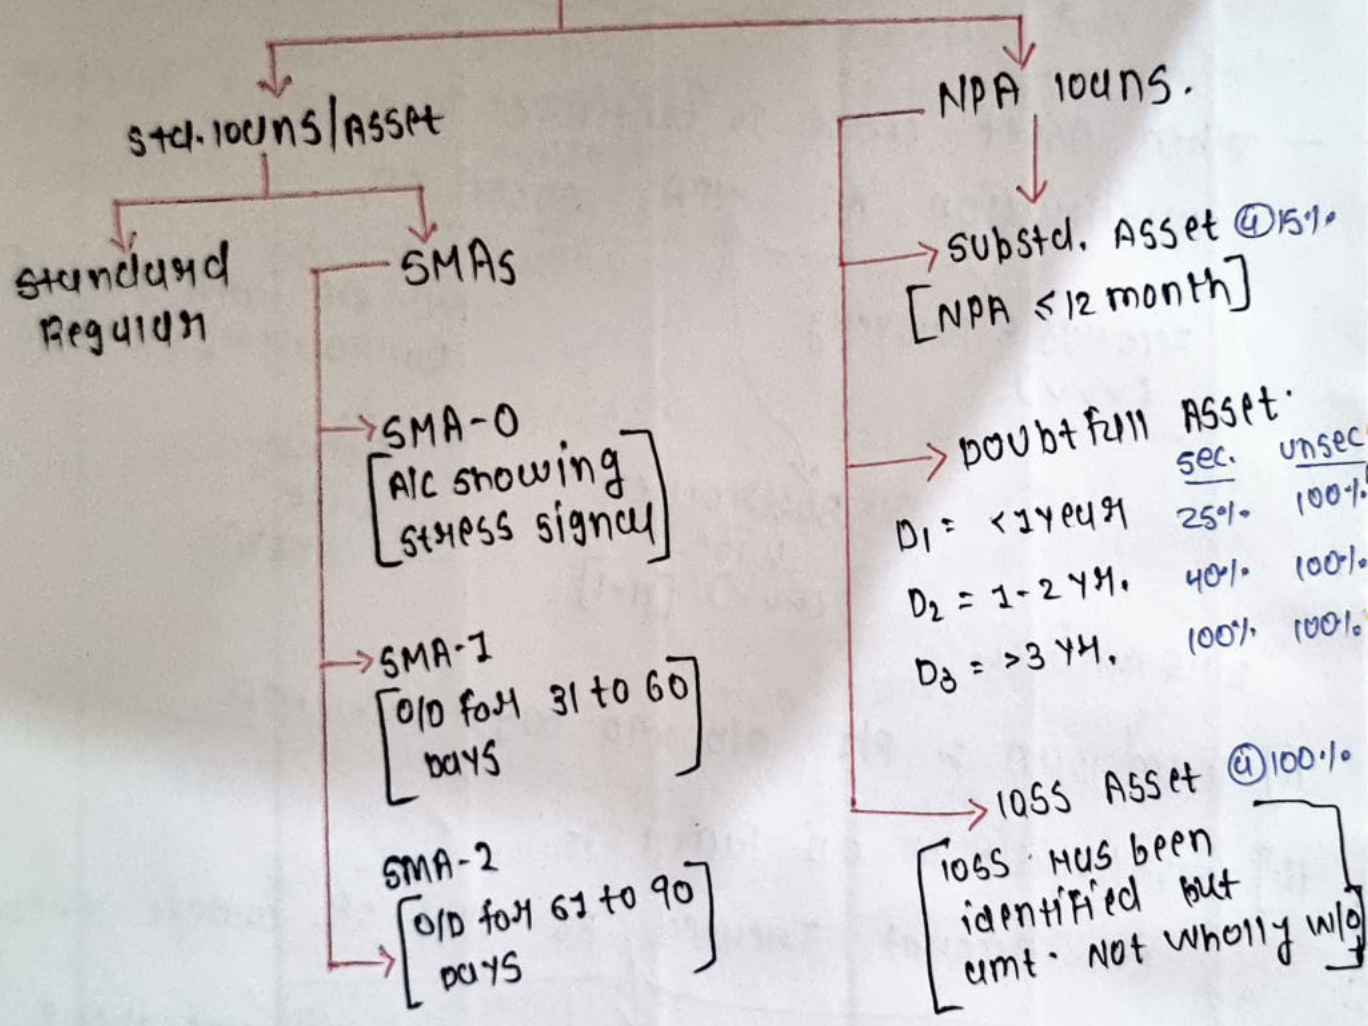 Std. loans/Asset
Standard
Regular
SMAs
SMA-0
[A/C showing
stress signal]
SMA-1
[O/D for 31 to 60
Days]
SMA-2
[O/D for 61 to 90
Days]
NPA loans.
Substd. Asset @15%
[NPA ≤ 12 month]
Doubtfull Asset.
sec. unsec
D1 = <1 year 25% 100%
D2 = 1-2 yr. 40% 100%
D3 = >3 yr. 100% 100%
loss Asset @100%
[loss. Has been
identified but
amt. Not wholly w/o]